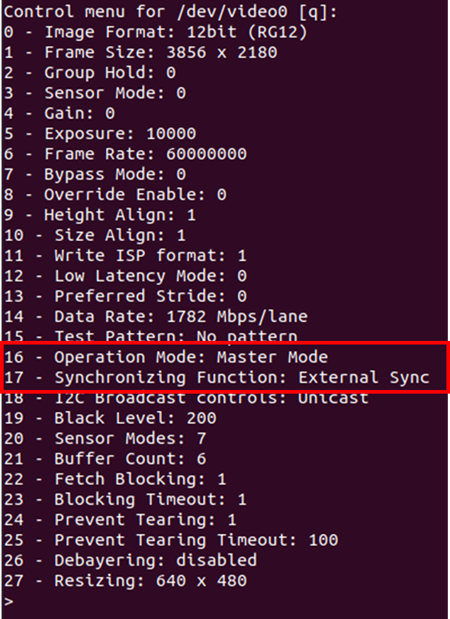 Control menu for /dev/video0 [q]:
0 - Image Format: 12bit (RG12)
1 - Frame Size: 3856 x 2180
2 - Group Hold: 0
3 - Sensor Mode: 0
4 - Gain: 0
5 - Exposure: 10000
6 - Frame Rate: 60000000
7 - Bypass Mode: 0
8 - Override Enable: 0
9 - Height Align: 1
10 - Size Align: 1
11 - Write ISP format: 1
12 - Low Latency Mode: 0
13 - Preferred Stride: 0
14 - Data Rate: 1782 Mbps/lane
15 - Test Pattern: No pattern
16 - Operation Mode: Master Mode
17 - Synchronizing Function: External Sync
18 - I2C Broadcast controls: Unicast
19 - Black Level: 200
20 - Sensor Modes: 7
21 - Buffer Count: 6
22 - Fetch Blocking: 1
23 - Blocking Timeout: 1
24 - Prevent Tearing: 1
25 - Prevent Tearing Timeout: 100
26 - Debayering: disabled
27 - Resizing: 640 x 480
>